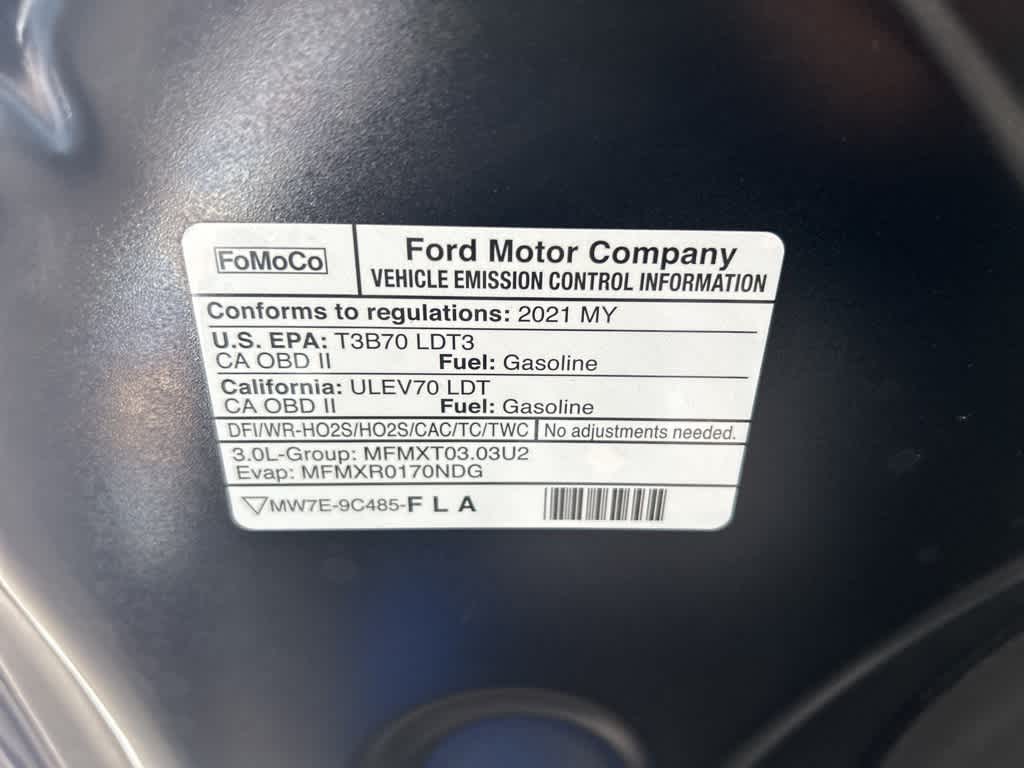 FoMoCo
Ford Motor Company
VEHICLE EMISSION CONTROL INFORMATION
Conforms to regulations: 2021 MY
U.S. EPA: T3B70 LDT3
CA OBD II Fuel: Gasoline
California: ULEV70 LDT
CA OBD II Fuel: Gasoline
DFI/WR-HO2S/HO2S/CAC/TC/TWC No adjustments needed.
3.0L-Group: MFMXT03.03U2
Evap: MFMXR0170NDG
MW7E-9C485-F L A